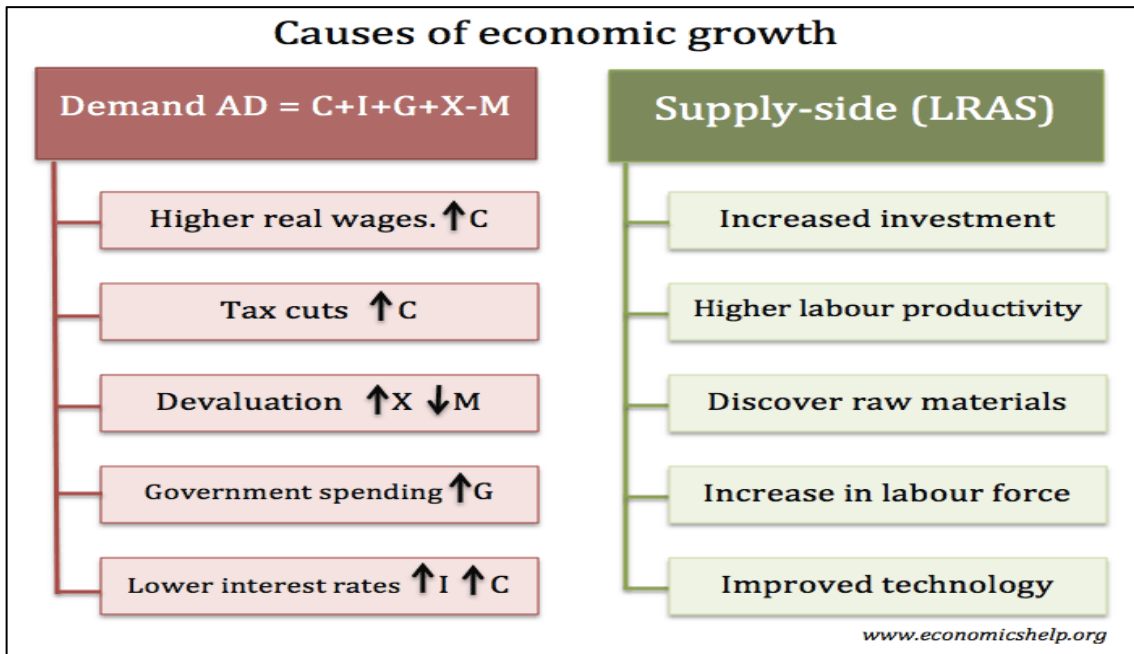 Causes of economic growth
Demand AD = C+I+G+X-M
Higher real wages. ↑C
Tax cuts ↑C
Devaluation ↑X ↓M
Government spending ↑G
Lower interest rates ↑I ↑C
Supply-side (LRAS)
Increased investment
Higher labour productivity
Discover raw materials
Increase in labour force
Improved technology
www.economicshelp.org